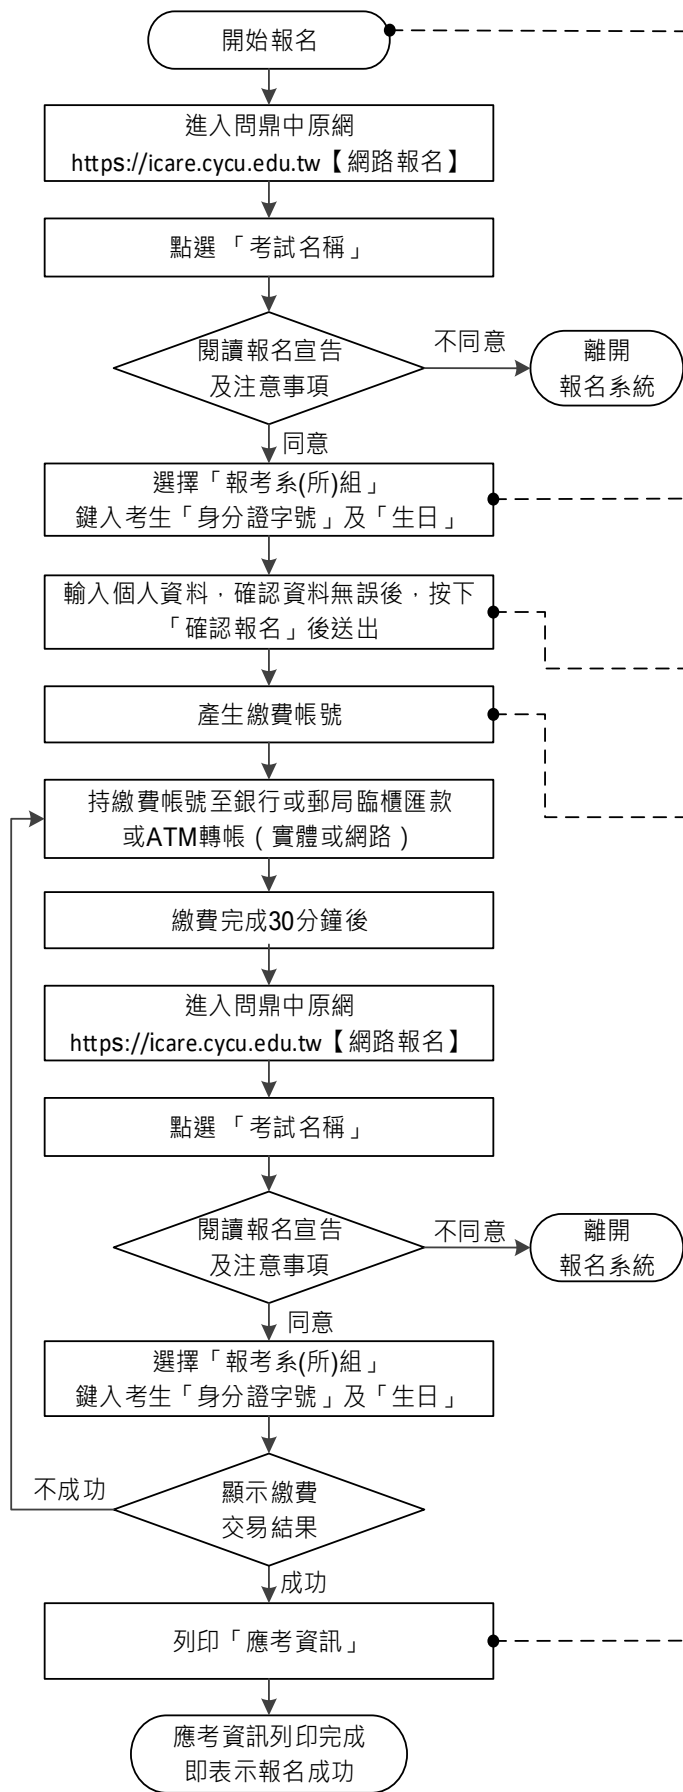 開始報名
進入問鼎中原網
https://icare.cycu.edu.tw【網路報名】
點選 「考試名稱」
閱讀報名宣告
及注意事項
不同意
離開
報名系統
同意
選擇「報考系(所)組」
鍵入考生「身分證字號」及「生日」
輸入個人資料，確認資料無誤後，按下
「確認報名」後送出
產生繳費帳號
持繳費帳號至銀行或郵局臨櫃匯款
或ATM轉帳（實體或網路）
繳費完成30分鐘後
進入問鼎中原網
https://icare.cycu.edu.tw【網路報名】
點選 「考試名稱」
閱讀報名宣告
及注意事項
不同意
離開
報名系統
同意
選擇「報考系(所)組」
鍵入考生「身分證字號」及「生日」
不成功
顯示繳費
交易結果
成功
列印「應考資訊」
應考資訊列印完成
即表示報名成功